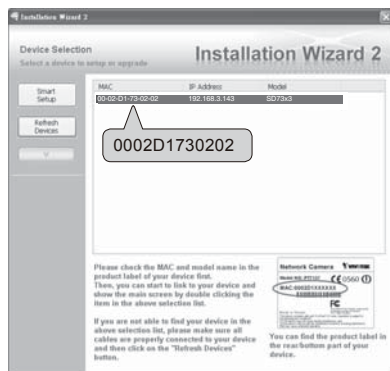 Installation Wizard 2
Device Selection
Select a device to setup or upgrade
Installation Wizard 2
Smart
Setup
Refresh
Devices
MAC IP Address Model
00-02-D1-73-02-02 192.168.3.143 SD73x3
0002D1730202
Please check the MAC and model name in the
product label of your device first.
Then, you can start to link to your device and
show the main screen by double clicking the
item in the above selection list.
If you are not able to find your device in the
above selection list, please make sure all
cables are properly connected to your device
and then click on the "Refresh Devices"
button.
Network Camera
You can find the product label in
the rear/bottom part of your
device.